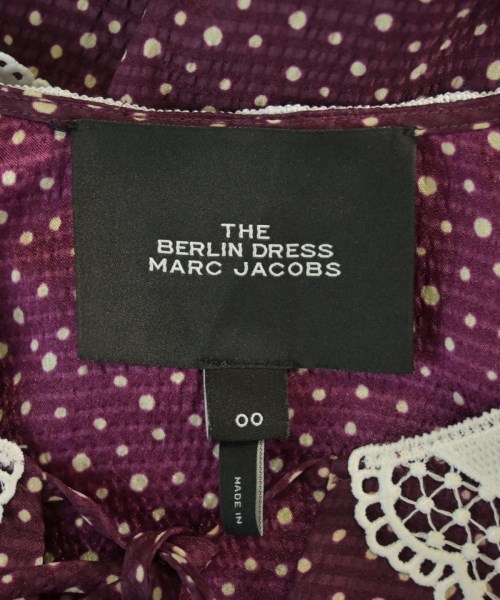 THE
BERLIN DRESS
MARC JACOBS
00
MADE IN